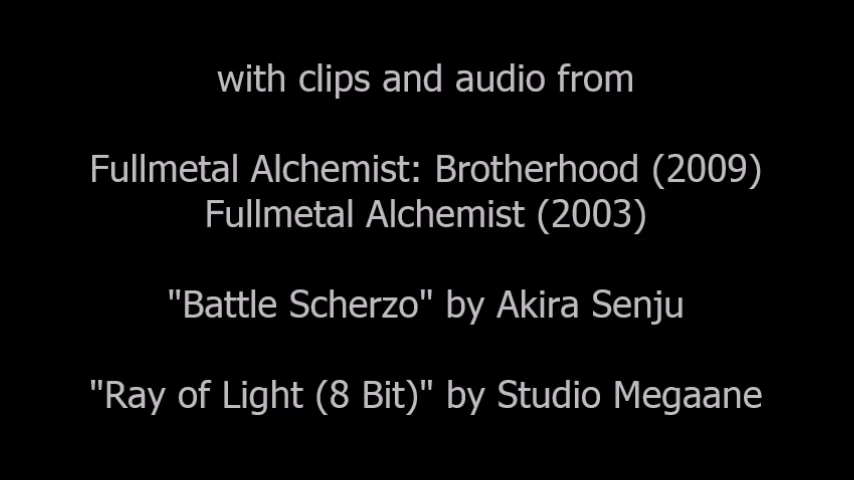 with clips and audio from
Fullmetal Alchemist: Brotherhood (2009)
Fullmetal Alchemist (2003)
"Battle Scherzo" by Akira Senju
"Ray of Light (8 Bit)" by Studio Megaane